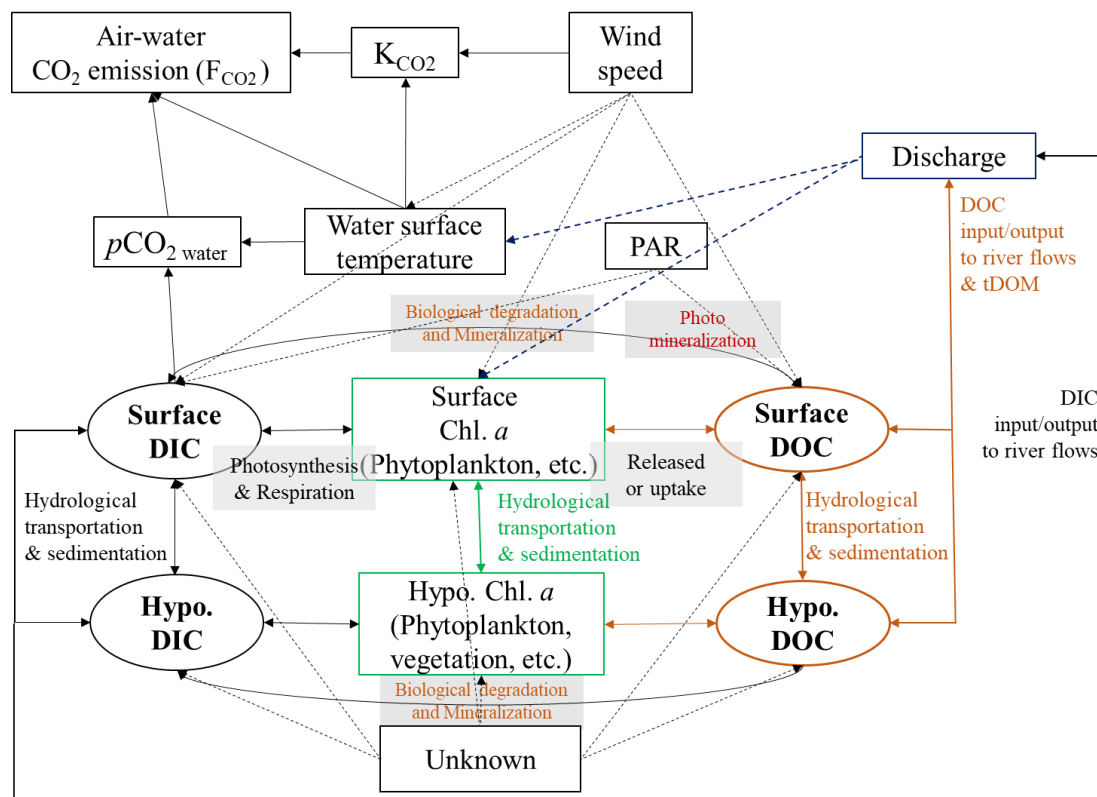 Air-water
CO2 emission (FCO2)
KCO2
Wind
speed
Discharge
DOC
input/output
to river flows
& tDOM
pCO2 water
Water surface
temperature
PAR
Biological degradation
and Mineralization
Photo
mineralization
Surface
DIC
Surface
Chl. a
(Phytoplankton, etc.)
Surface
DOC
DIC
input/output
to river flows
Photosynthesis
& Respiration
Released
or uptake
Hydrological
transportation
& sedimentation
Hydrological
transportation
& sedimentation
Hydrological
transportation
& sedimentation
Hypo.
DIC
Hypo. Chl. a
(Phytoplankton,
vegetation, etc.)
Hypo.
DOC
Biological degradation
and Mineralization
Unknown